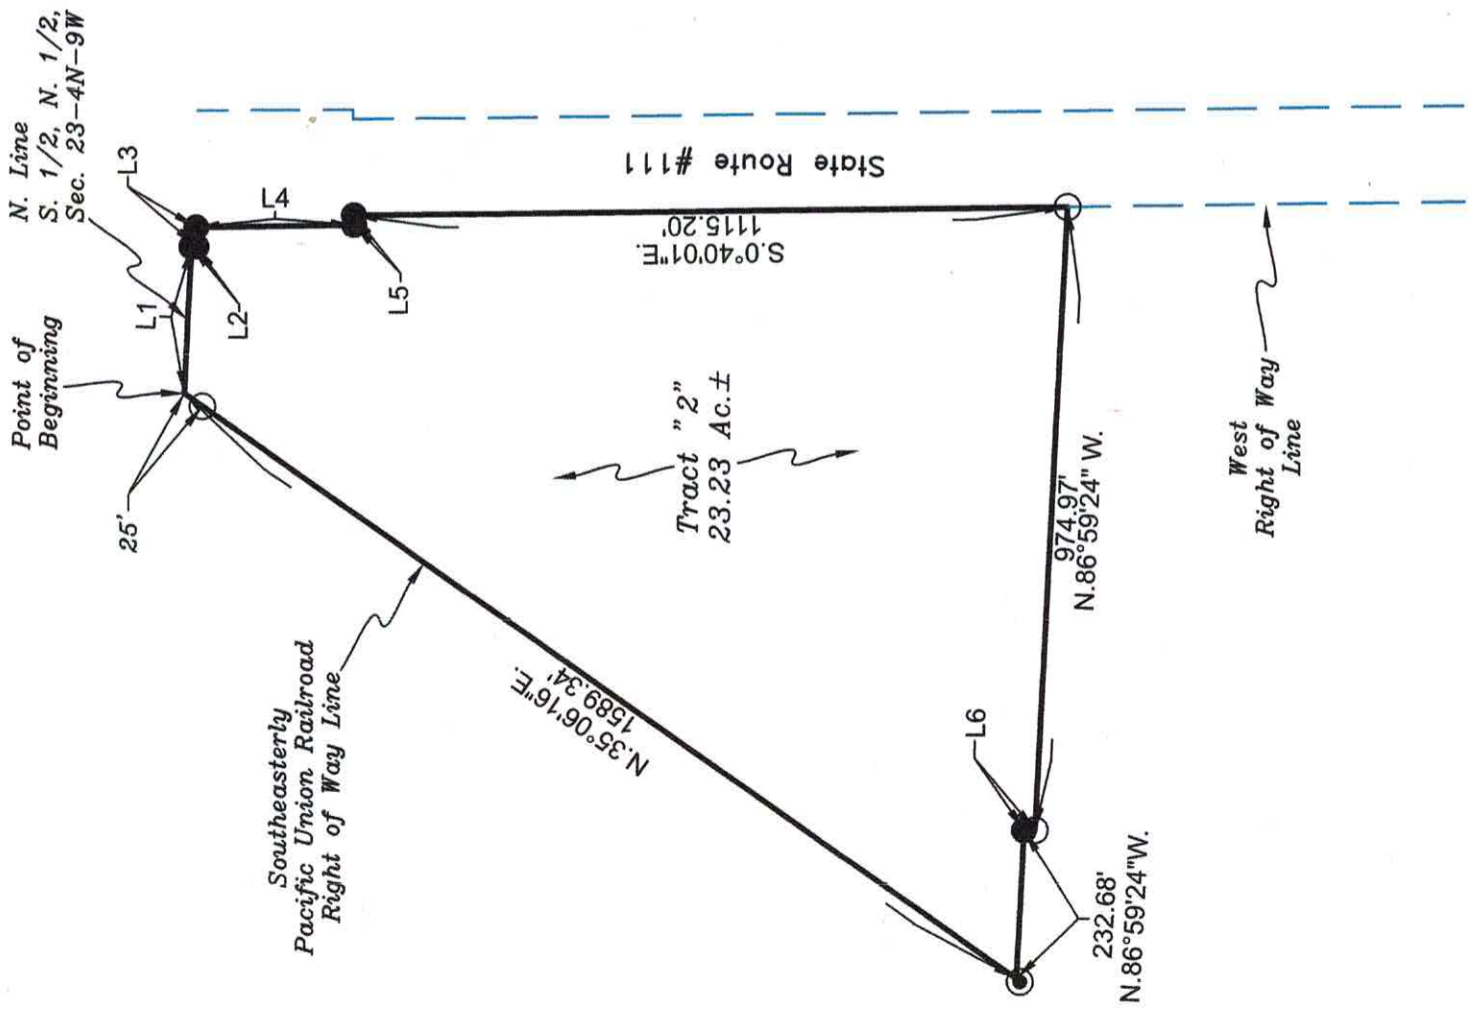 N. Line
S. 1/2, N. 1/2,
Sec. 23-4N-9W
Point of
Beginning
L3
L1
L2
L4
L5
25'
State Route #111
S.0°40'01"E.
1115.20'
Tract "2"
23.23 Ac.±
Southeasterly
Pacific Union Railroad
Right of Way Line
N.35°06'16"E.
1589.34'
974.97'
N.86°59'24" W.
L6
232.68'
N.86°59'24"W.
West
Right of Way
Line